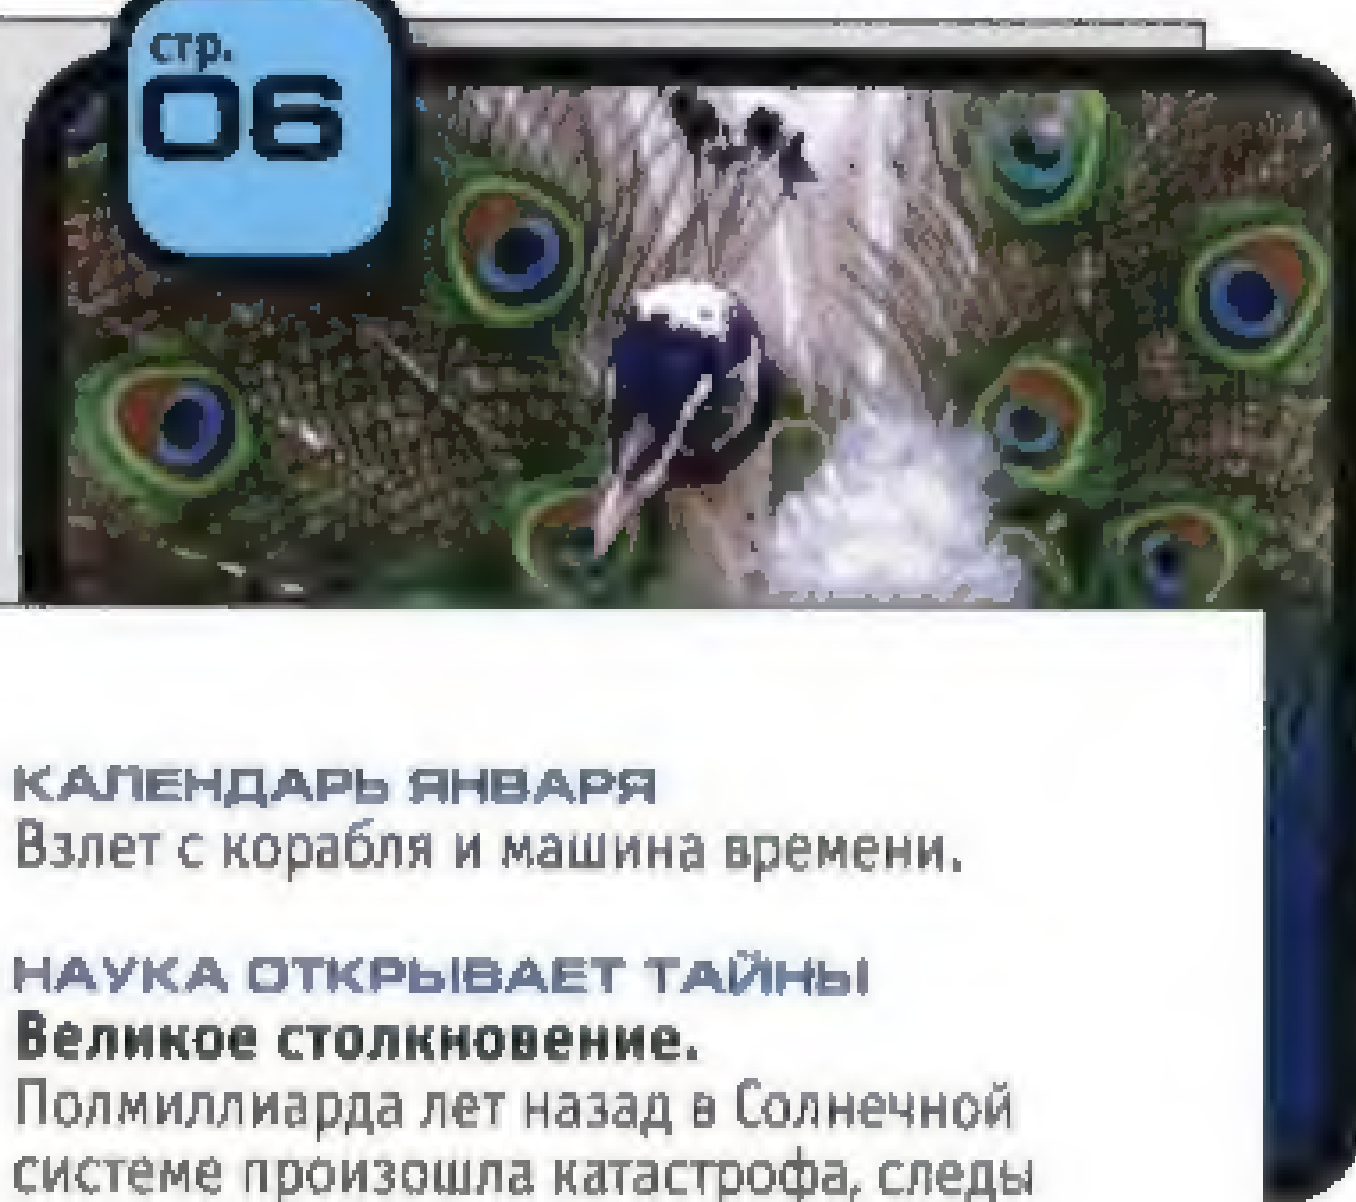 стр.
06
КАЛЕНДАРЬ ЯНВАРЯ
Взлет с корабля и машина времени.
НАУКА ОТКРЫВАЕТ ТАЙНЫ
Великое столкновение.
Полмиллиарда лет назад в Солнечной
системе произошла катастрофа, следы